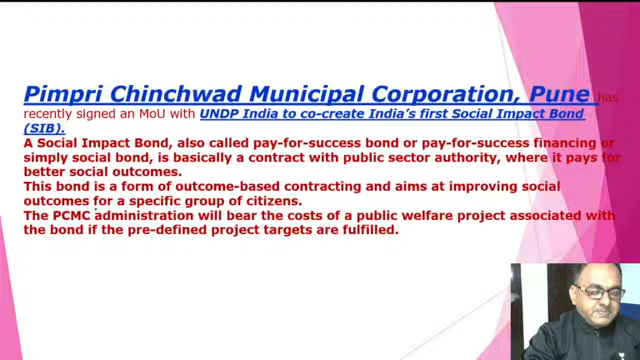 Pimpri Chinchwad Municipal Corporation, Pune has
recently signed an MoU with UNDP India to co-create India's first Social Impact Bond
(SIB).
A Social Impact Bond, also called pay-for-success bond or pay-for-success financing or
simply social bond, is basically a contract with public sector authority, where it pays for
better social outcomes.
This bond is a form of outcome-based contracting and aims at improving social
outcomes for a specific group of citizens.
The PCMC administration will bear the costs of a public welfare project associated with
the bond if the pre-defined project targets are fulfilled.